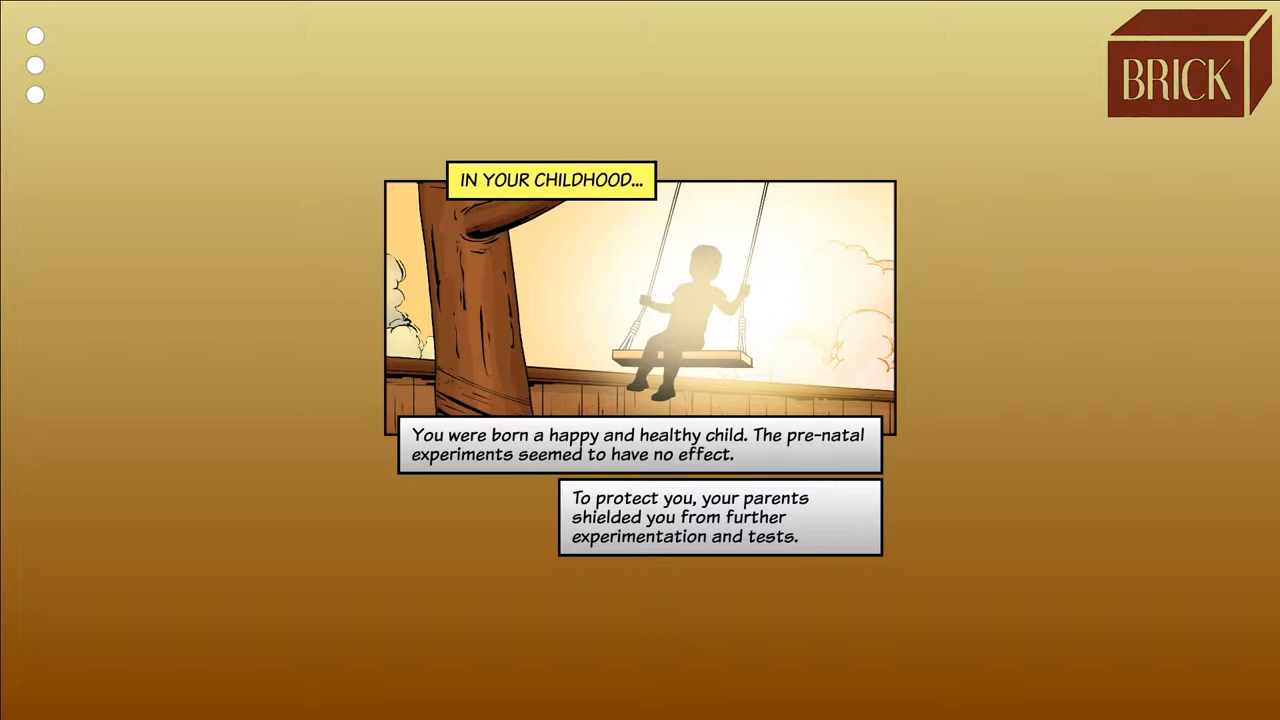 BRICK
IN YOUR CHILDHOOD...
You were born a happy and healthy child. The pre-natal
experiments seemed to have no effect.
To protect you, your parents
shielded you from further
experimentation and tests.